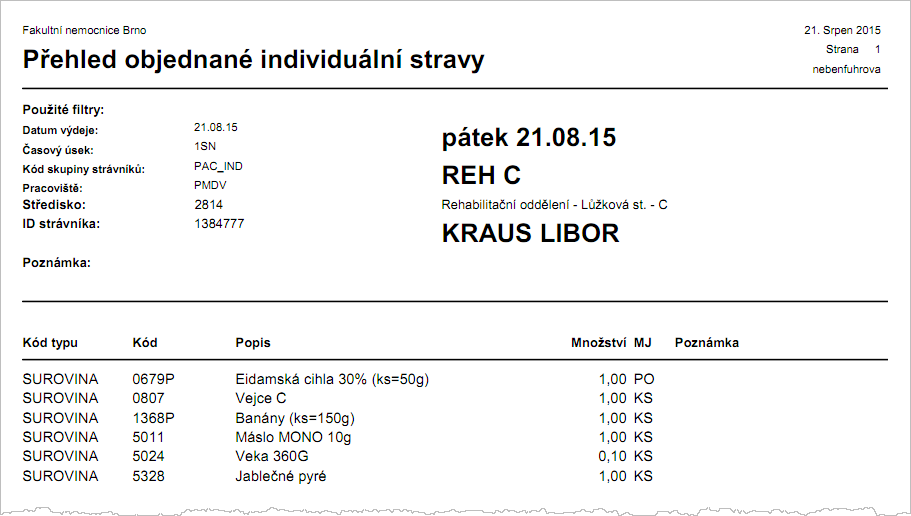 Fakultní nemocnice Brno
21. Srpen 2015
Přehled objednané individuální stravy
Strana 1
nebenfuhrova
Použité filtry:
Datum výdeje: 21.08.15
Časový úsek: 1SN
Kód skupiny strávníků: PAC_IND
Pracoviště: PMDV
Středisko: 2814
ID strávníka: 1384777
Poznámka:
pátek 21.08.15
REH C
Rehabilitační oddělení - Lůžková st. - C
KRAUS LIBOR
Kód typu Kód Popis Množství MJ Poznámka
SUROVINA 0679P Eidamská cihla 30% (ks=50g) 1,00 PO
SUROVINA 0807 Vejce C 1,00 KS
SUROVINA 1368P Banány (ks=150g) 1,00 KS
SUROVINA 5011 Máslo MONO 10g 1,00 KS
SUROVINA 5024 Veka 360G 0,10 KS
SUROVINA 5328 Jablečné pyré 1,00 KS